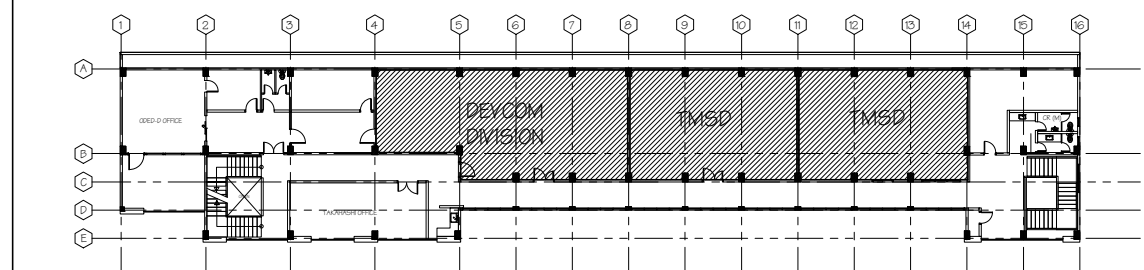 1 2 3 4 5 6 7 8 9 10 11 12 13 14 15 16
A
ODED-D OFFICE
DEVCOM
DIVISION
TMSD
TMSD
CR (M)
B
C
D
TAKAHASHI OFFICE
E